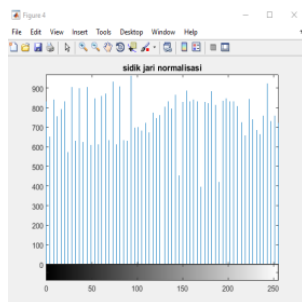 Figure 4
File Edit View Insert Tools Desktop Window Help
sidik jari normalisasi
900
800
700
600
500
400
300
200
100
0
0 50 100 150 200 250